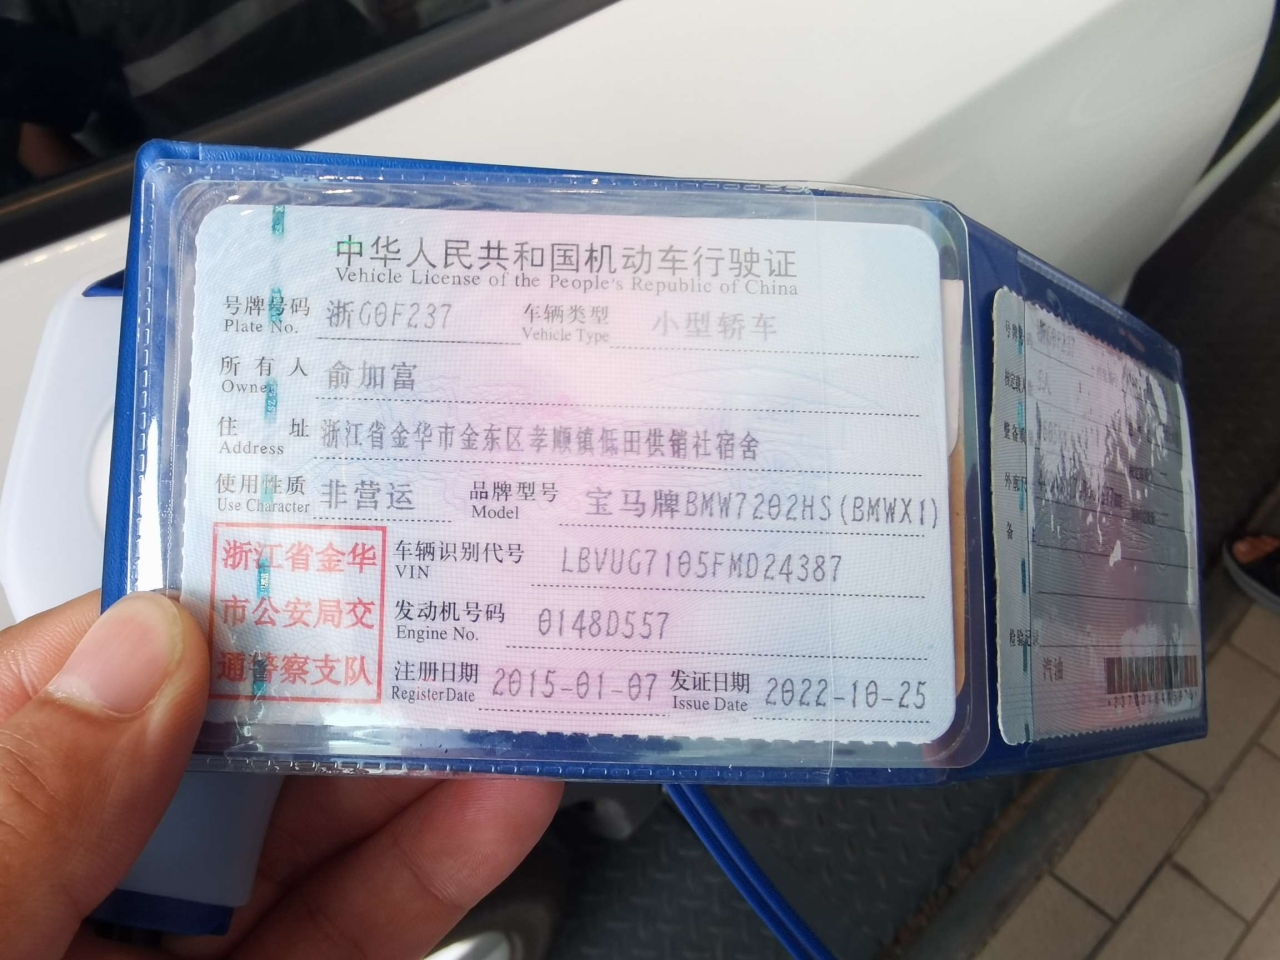 中华人民共和国机动车行驶证
Vehicle License of the People's Republic of China
号牌号码 浙G0F237 车辆类型 小型轿车
Plate No. Vehicle Type
所有人 俞加富
Owner
住址 浙江省金华市金东区孝顺镇低田供销社宿舍
Address
使用性质 非营运 品牌型号 宝马牌BMW7202HS(BMWX1)
Use Character Model
浙江省金华
市公安局交
通警察支队
车辆识别代号 LBVUG7105FMD24387
VIN
发动机号码 0148D557
Engine No.
注册日期 2015-01-07 发证日期 2022-10-25
Register Date Issue Date
号牌
检验记录
汽油